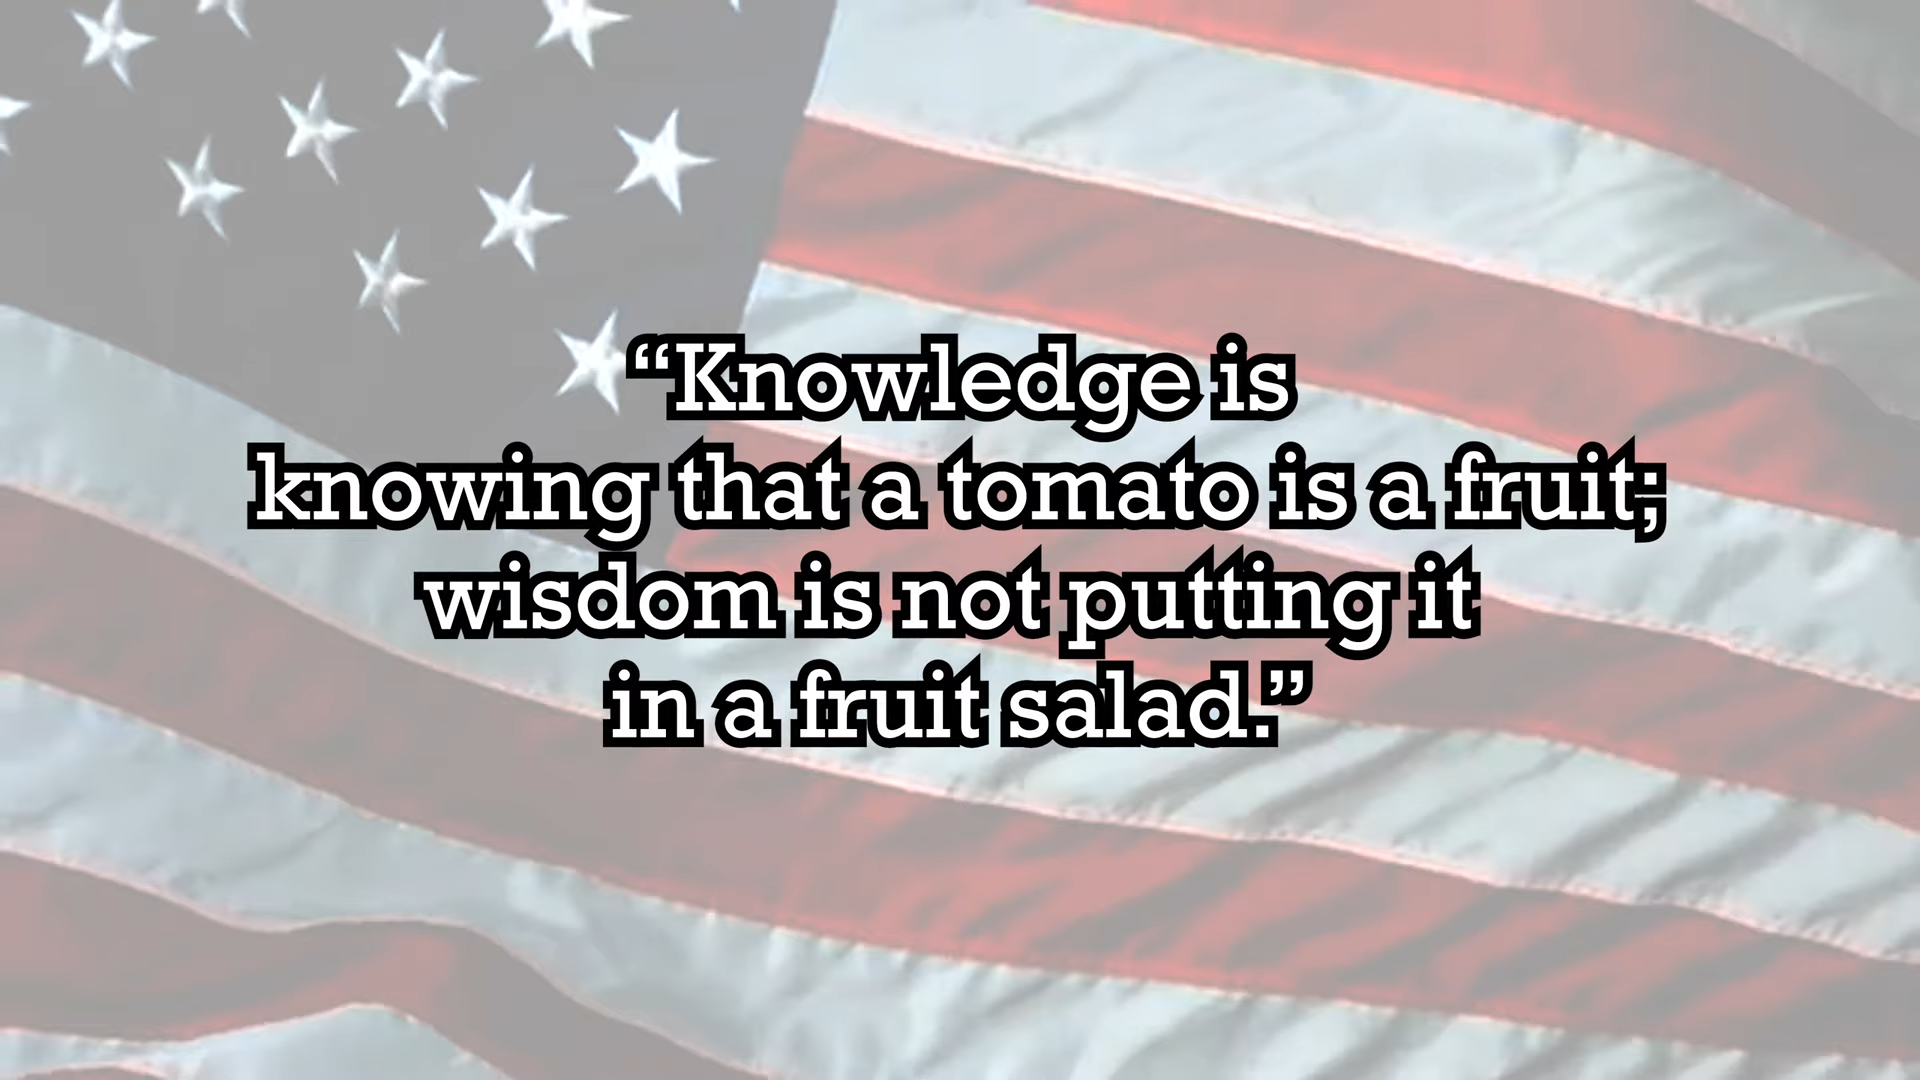 “Knowledge is
knowing that a tomato is a fruit;
wisdom is not putting it
in a fruit salad.”